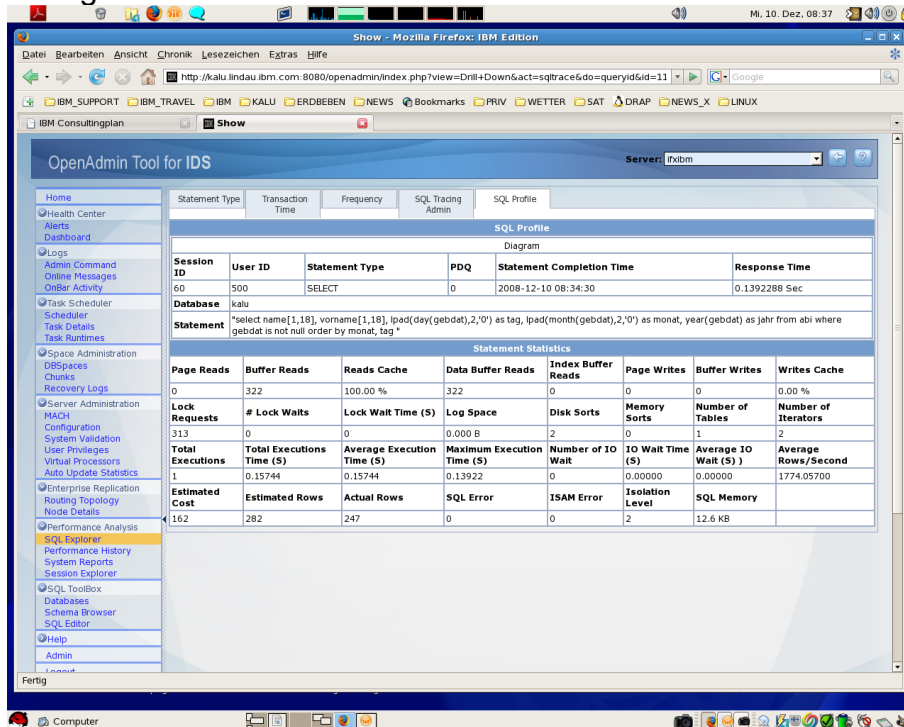 Mi, 10. Dez, 08:37
Show - Mozilla Firefox: IBM Edition
Datei Bearbeiten Ansicht Chronik Lesezeichen Extras Hilfe
http://kalu.lindau.ibm.com:8080/openadmin/index.php?view=Drill+Down&act=sqltrace&do=queryid&id=11
Google
IBM_SUPPORT IBM_TRAVEL IBM KALU ERDBEBEN NEWS Bookmarks PRIV WETTER SAT DRAP NEWS_X LINUX
IBM Consultingplan Show
OpenAdmin Tool for IDS
Server: ifxibm
Home
Health Center
Alerts
Dashboard
Logs
Admin Command
Online Messages
OnBar Activity
Task Scheduler
Scheduler
Task Details
Task Runtimes
Space Administration
DBSpaces
Chunks
Recovery Logs
Server Administration
MACH
Configuration
System Validation
User Privileges
Virtual Processors
Auto Update Statistics
Enterprise Replication
Routing Topology
Node Details
Performance Analysis
SQL Explorer
Performance History
System Reports
Session Explorer
SQL ToolBox
Databases
Schema Browser
SQL Editor
Help
Admin
Logout
Statement Type Transaction Time Frequency SQL Tracing Admin SQL Profile
SQL Profile
Diagram
Session ID User ID Statement Type PDQ Statement Completion Time Response Time
60 500 SELECT 0 2008-12-10 08:34:30 0.1392288 Sec
Database kalu
Statement "select name[1,18], vorname[1,18], lpad(day(gebdat),2,'0') as tag, lpad(month(gebdat),2,'0') as monat, year(gebdat) as jahr from abi where
gebdat is not null order by monat, tag "
Statement Statistics
Page Reads Buffer Reads Reads Cache Data Buffer Reads Index Buffer Reads Page Writes Buffer Writes Writes Cache
0 322 100.00 % 322 0 0 0 0.00 %
Lock Requests # Lock Waits Lock Wait Time (S) Log Space Disk Sorts Memory Sorts Number of Tables Number of Iterators
313 0 0 0.000 B 2 0 1 2
Total Executions Total Executions Time (S) Average Execution Time (S) Maximum Execution Time (S) Number of IO Wait IO Wait Time (S) Average IO Wait (S) ) Average Rows/Second
1 0.15744 0.15744 0.13922 0 0.00000 0.00000 1774.05700
Estimated Cost Estimated Rows Actual Rows SQL Error ISAM Error Isolation Level SQL Memory
162 282 247 0 0 2 12.6 KB
Fertig
Computer